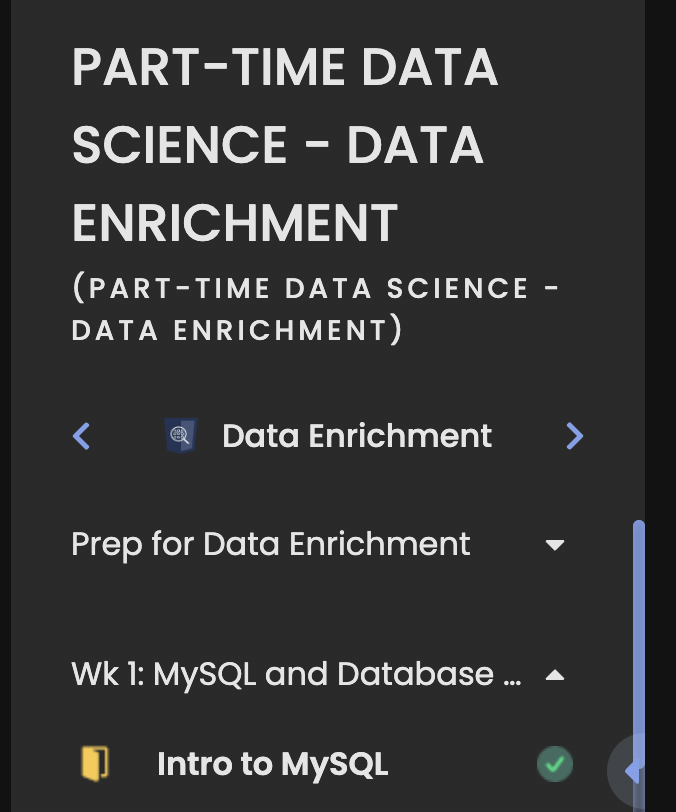 PART-TIME DATA
SCIENCE - DATA
ENRICHMENT
(PART-TIME DATA SCIENCE -
DATA ENRICHMENT)
Data Enrichment
Prep for Data Enrichment
Wk 1: MySQL and Database ...
Intro to MySQL